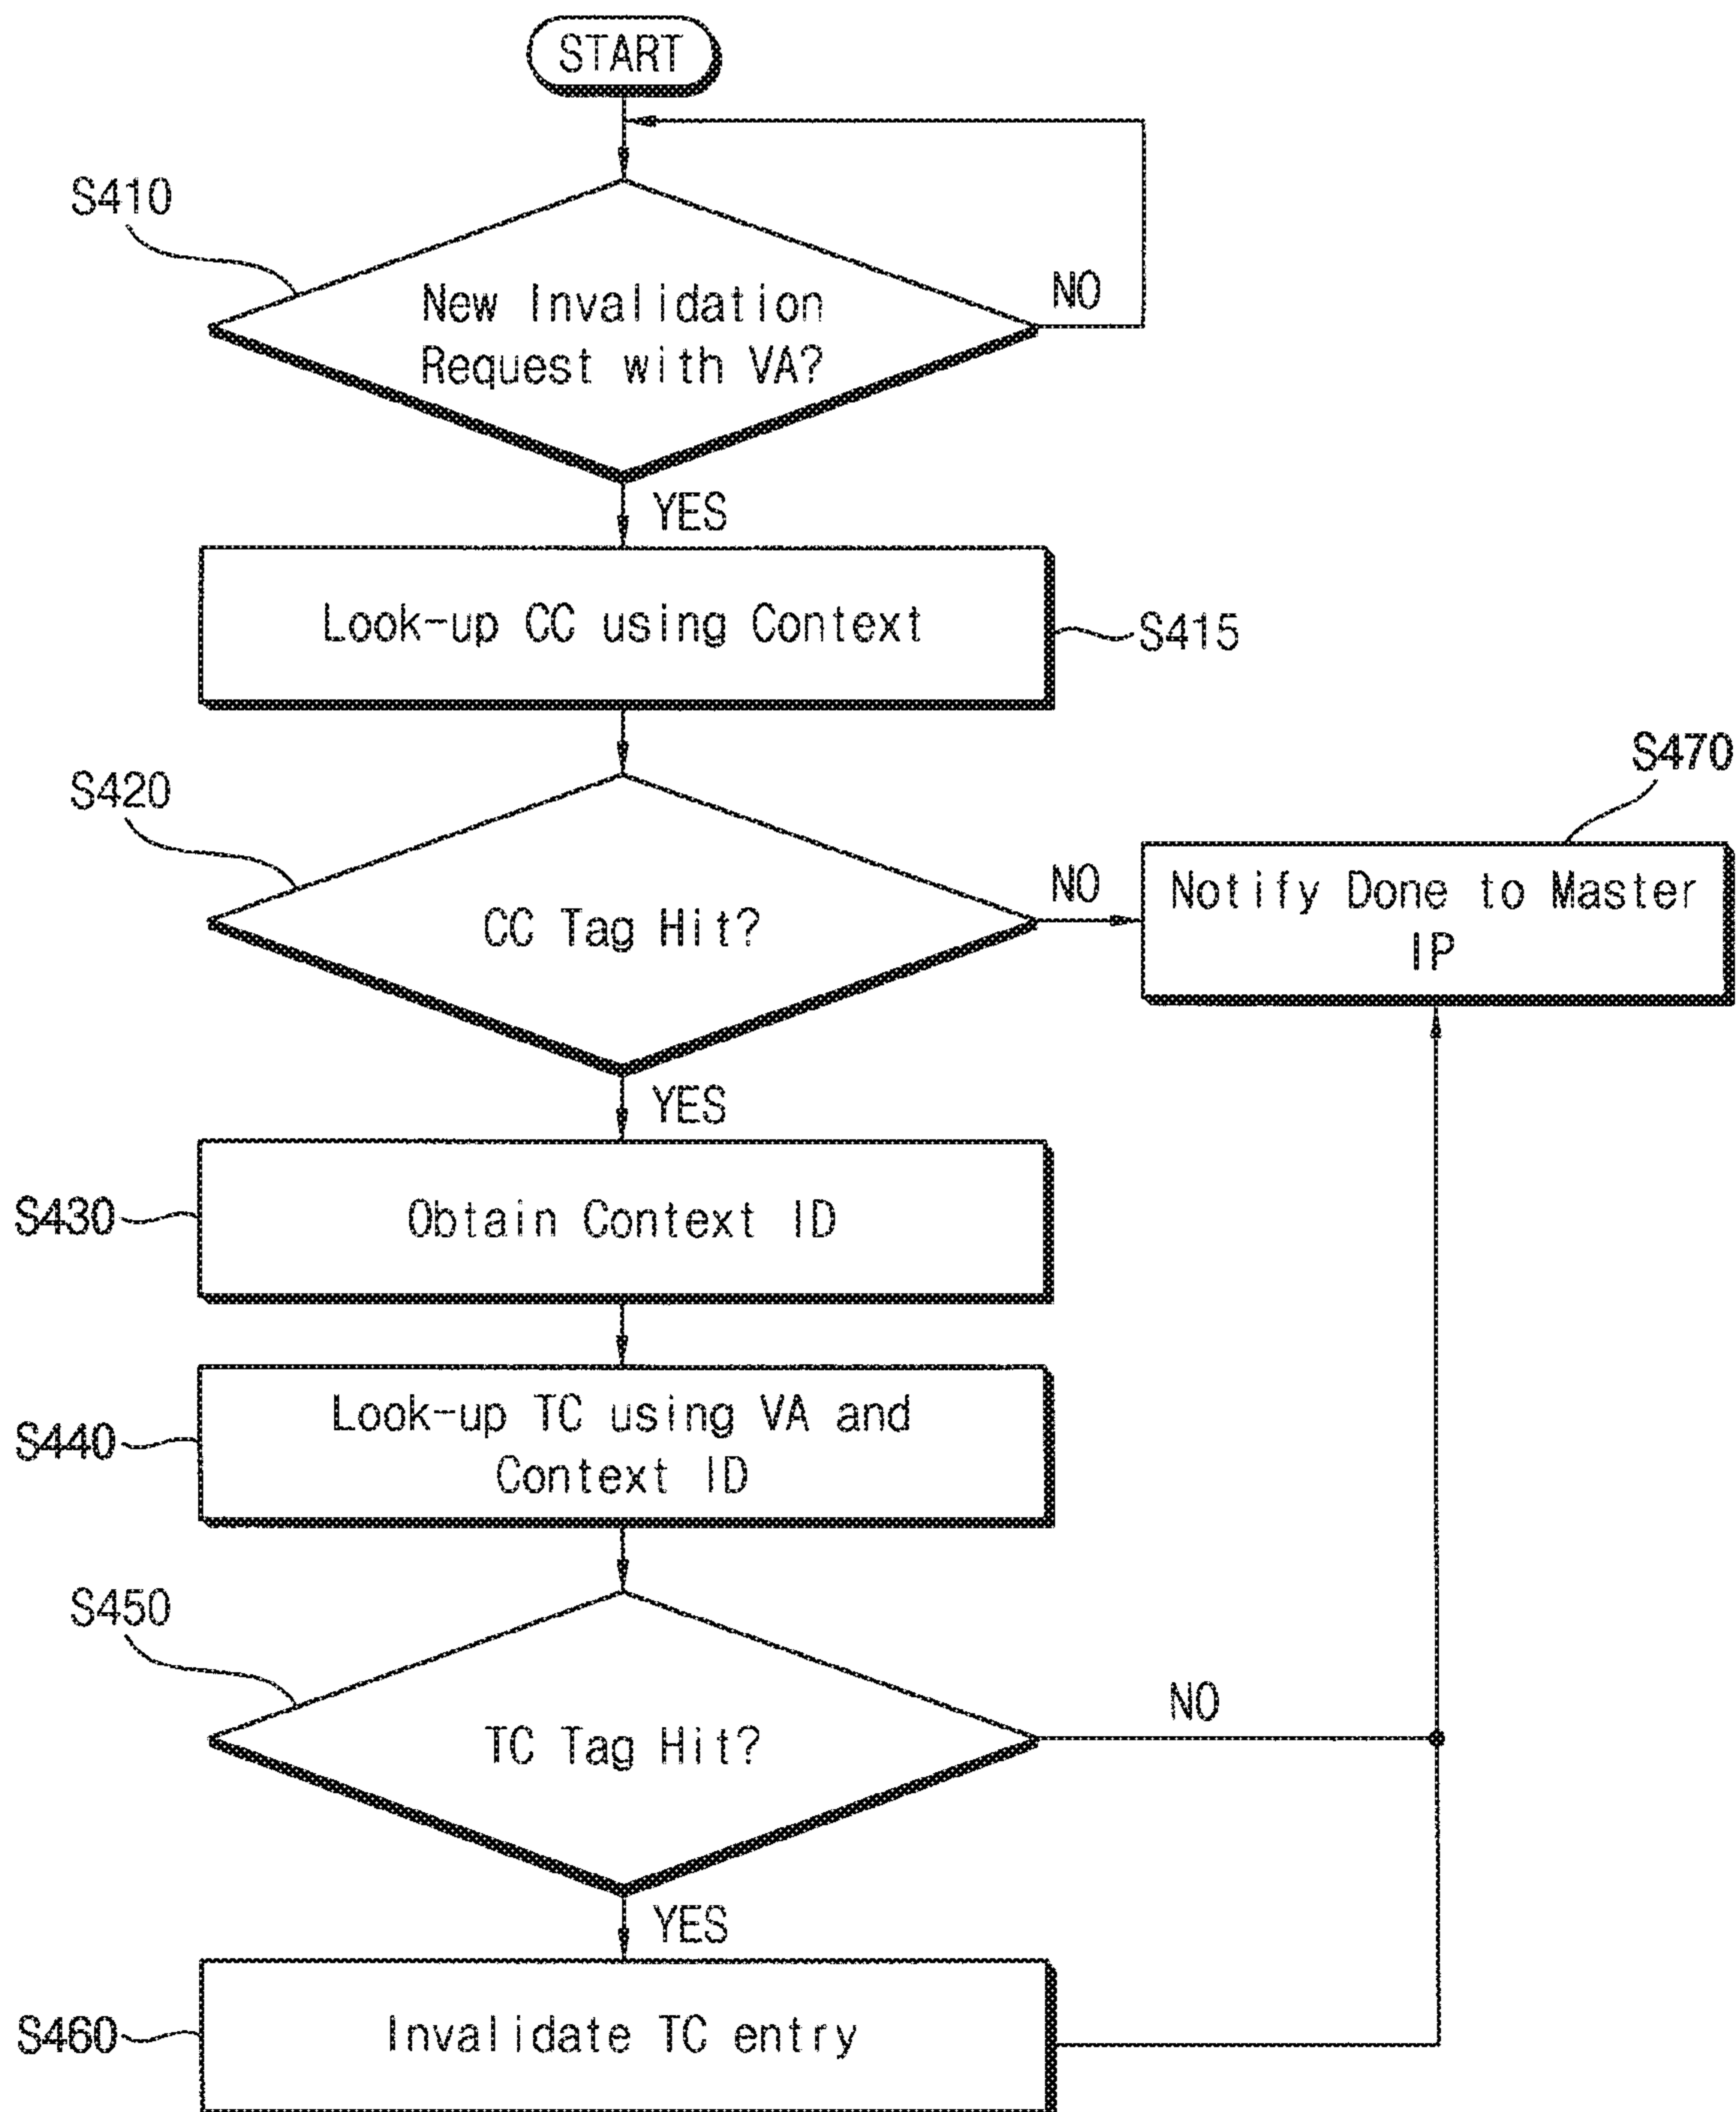 START
S410
New Invalidation
Request with VA?
NO
YES
Look-up CC using Context
S415
S420
CC Tag Hit?
NO
S470
Notify Done to Master
IP
YES
S430
Obtain Context ID
S440
Look-up TC using VA and
Context ID
S450
TC Tag Hit?
NO
YES
S460
Invalidate TC entry